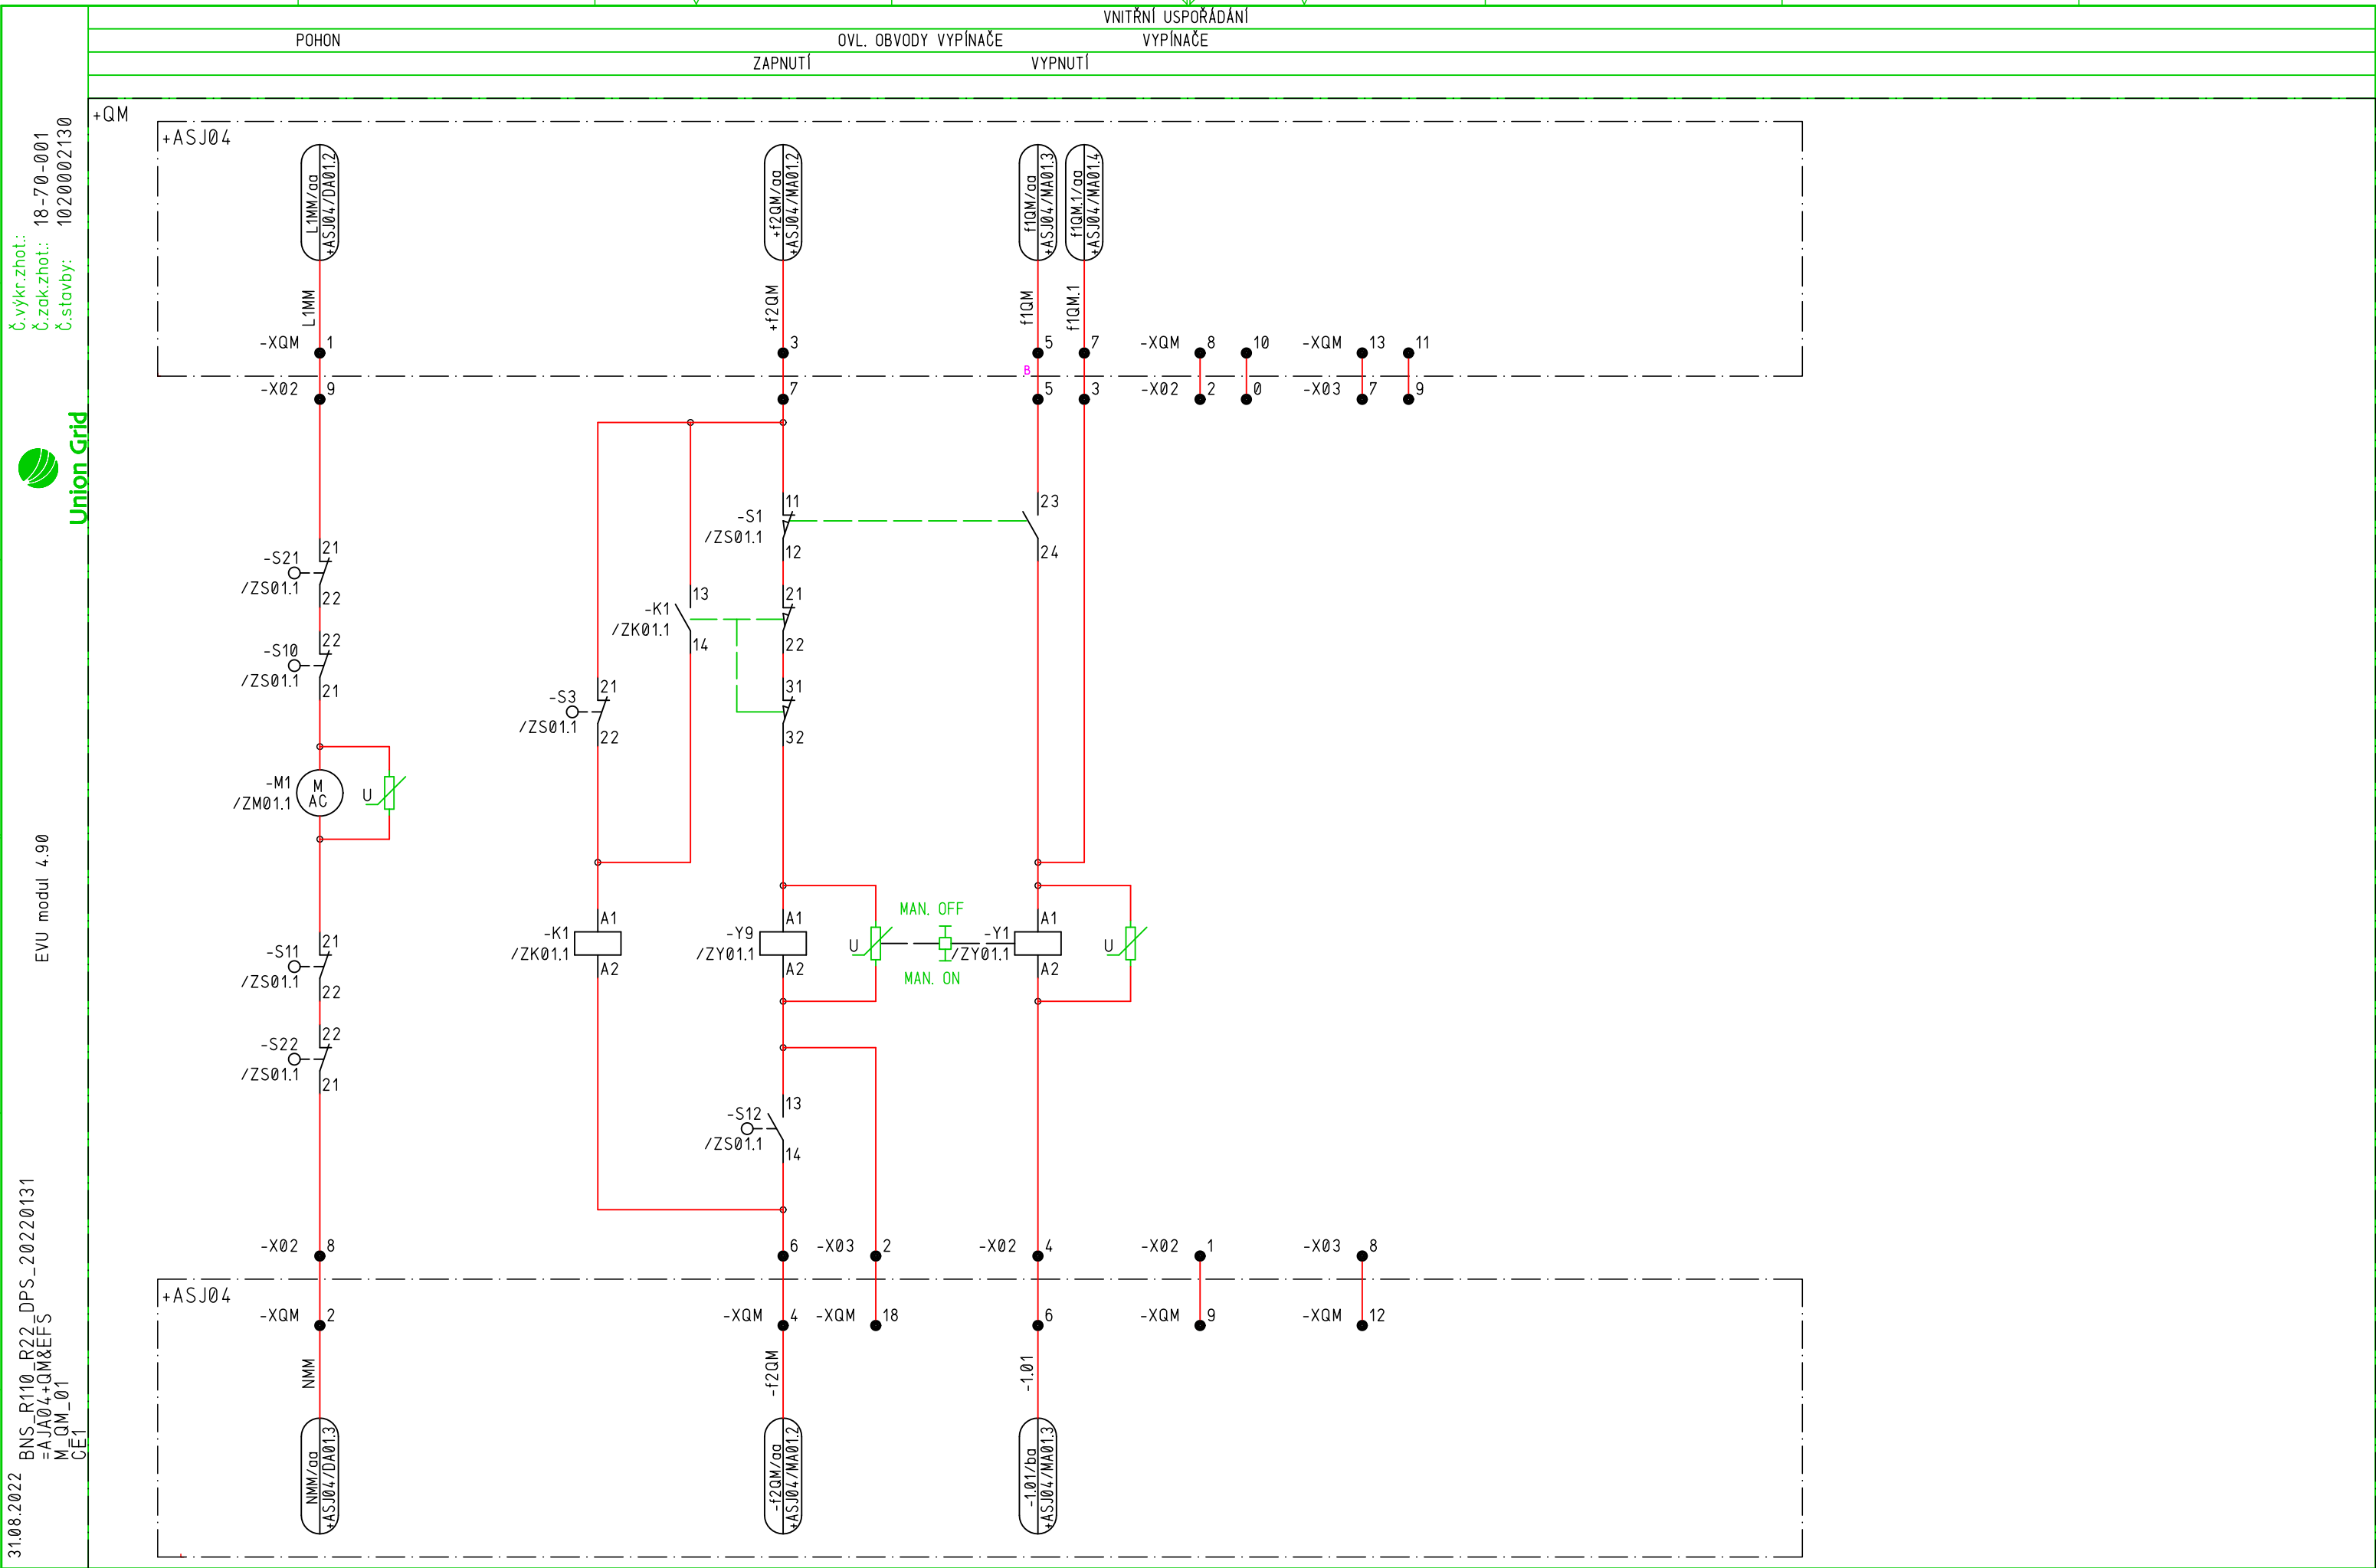 VNITŘNÍ USPOŘÁDÁNÍ
POHON
OVL. OBVODY VYPÍNAČE
VYPÍNAČE
ZAPNUTÍ
VYPNUTÍ
Č.výkr.zhot.:
Č.zak.zhot.: 18-70-001
Č.stavby: 1020002130
Union Grid
EVU modul 4.90
BNS_R110_R22_DPS_20220131
=AJA04+QM&EFS
M_QM_01
CE1
31.08.2022
+QM
+ASJ04
L1MM/aa
+ASJ04/DA01.2
+f2QM/aa
+ASJ04/MA01.2
f1QM/aa
+ASJ04/MA01.3
f1QM.1/aa
+ASJ04/MA01.4
L1MM
+f2QM
f1QM
f1QM.1
-XQM 1
3
5
7
-XQM 8
10
-XQM 13
11
B
-X02 9
7
5
3
-X02 2
0
-X03 7
9
-S1
/ZS01.1
11
12
23
24
-S21
/ZS01.1
21
22
-K1
/ZK01.1
13
14
21
22
-S10
/ZS01.1
22
21
-S3
/ZS01.1
21
22
31
32
-M1
/ZM01.1
M
AC
U
-K1
/ZK01.1
A1
A2
-Y9
/ZY01.1
A1
A2
U
MAN. OFF
MAN. ON
-Y1
/ZY01.1
A1
A2
U
-S11
/ZS01.1
21
22
-S22
/ZS01.1
22
21
-S12
/ZS01.1
13
14
-X02 8
6
-X03 2
-X02 4
-X02 1
-X03 8
+ASJ04
-XQM 2
-XQM 4
-XQM 18
6
-XQM 9
-XQM 12
NMM
-f2QM
-1.01
NMM/aa
+ASJ04/DA01.3
-f2QM/aa
+ASJ04/MA01.2
-1.01/ba
+ASJ04/MA01.3